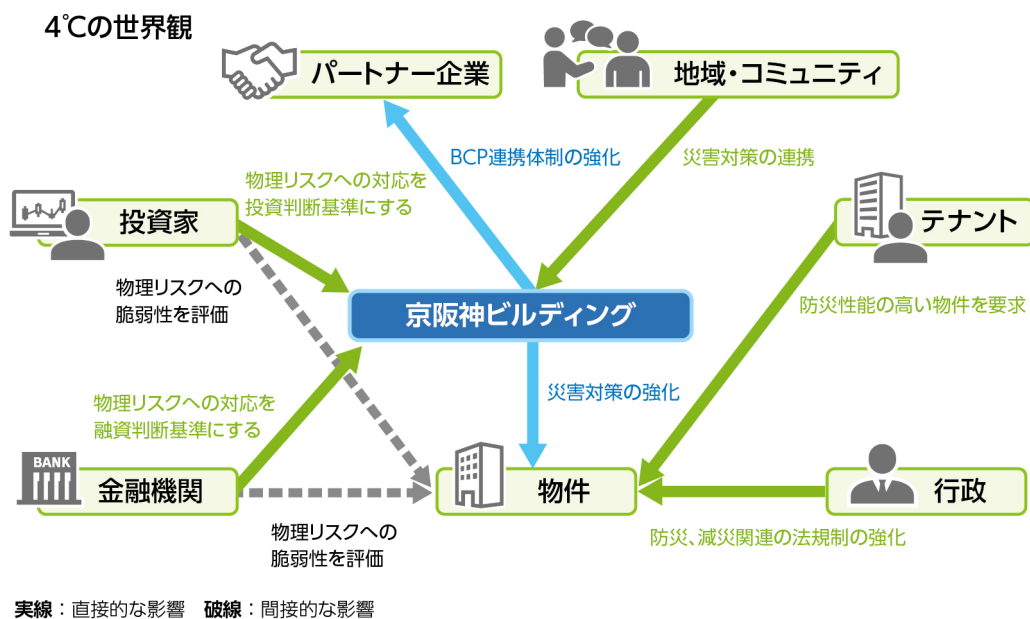 4℃の世界観
パートナー企業
地域・コミュニティ
BCP連携体制の強化
災害対策の連携
物理リスクへの対応を
投資判断基準にする
投資家
テナント
物理リスクへの
脆弱性を評価
京阪神ビルディング
防災性能の高い物件を要求
災害対策の強化
物理リスクへの対応を
融資判断基準にする
BANK
金融機関
物件
行政
物理リスクへの
脆弱性を評価
防災、減災関連の法規制の強化
実線：直接的な影響 破線：間接的な影響